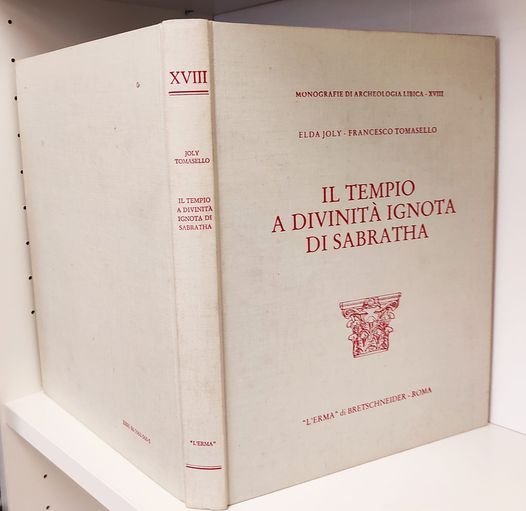 XVIII
JOLY
TOMASELLO
IL TEMPIO
A DIVINITÀ
IGNOTA DI
SABRATHA
"L'ERMA"
MONOGRAFIE DI ARCHEOLOGIA LIBICA - XVIII
ELDA JOLY - FRANCESCO TOMASELLO
IL TEMPIO
A DIVINITÀ IGNOTA
DI SABRATHA
"L'ERMA" di BRETSCHNEIDER - ROMA